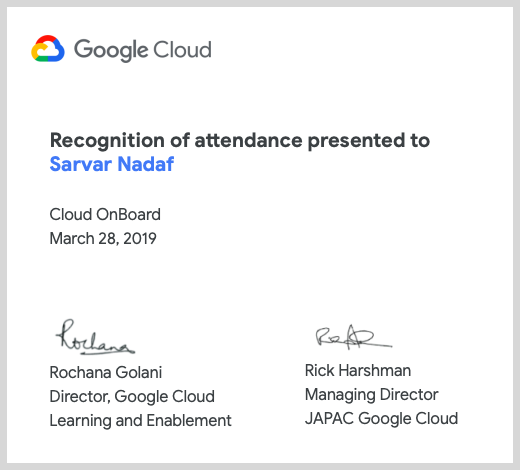 Google Cloud
Recognition of attendance presented to
Sarvar Nadaf
Cloud OnBoard
March 28, 2019
Rochana
Rochana Golani
Director, Google Cloud
Learning and Enablement
Rick Harshman
Managing Director
JAPAC Google Cloud